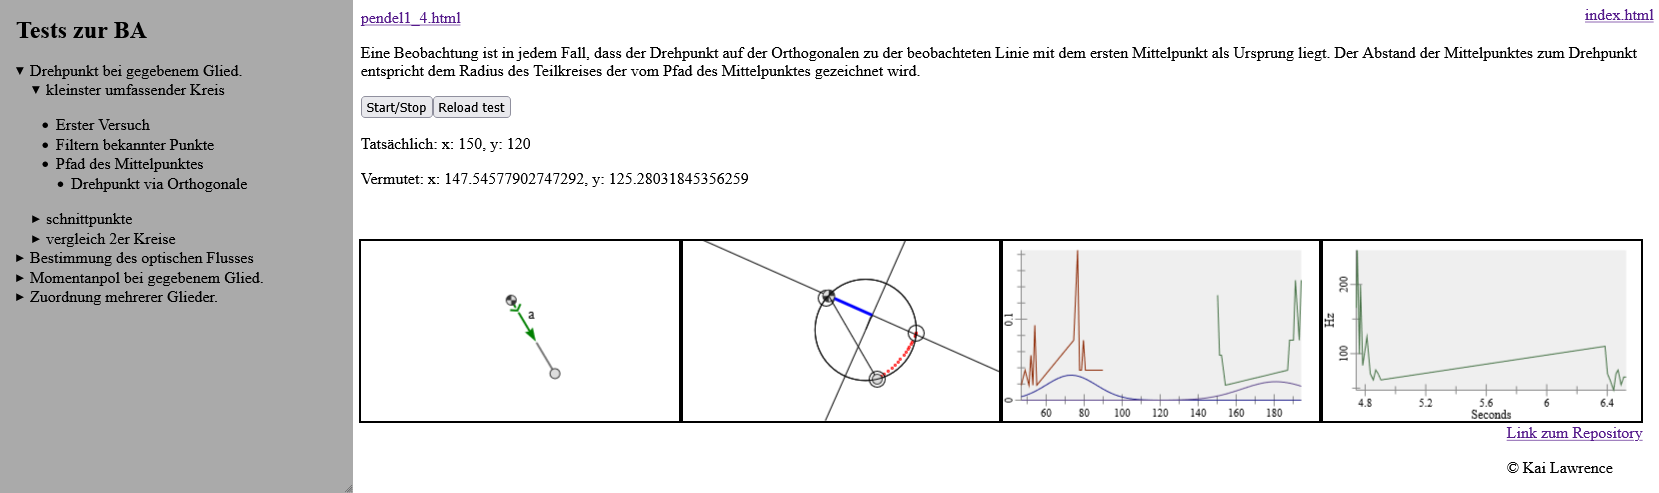 Tests zur BA
▼ Drehpunkt bei gegebenem Glied.
▼ kleinster umfassender Kreis
• Erster Versuch
• Filtern bekannter Punkte
• Pfad des Mittelpunktes
• Drehpunkt via Orthogonale
► schnittpunkte
► vergleich 2er Kreise
► Bestimmung des optischen Flusses
► Momentanpol bei gegebenem Glied.
► Zuordnung mehrerer Glieder.
pendel1_4.html
index.html
Eine Beobachtung ist in jedem Fall, dass der Drehpunkt auf der Orthogonalen zu der beobachteten Linie mit dem ersten Mittelpunkt als Ursprung liegt. Der Abstand der Mittelpunktes zum Drehpunkt
entspricht dem Radius des Teilkreises der vom Pfad des Mittelpunktes gezeichnet wird.
Start/Stop Reload test
Tatsächlich: x: 150, y: 120
Vermutet: x: 147.54577902747292, y: 125.28031845356259
a
0.1
0
60 80 100 120 140 160 180
200
100
Hz
4.8 5.2 5.6 6 6.4
Seconds
Link zum Repository
© Kai Lawrence